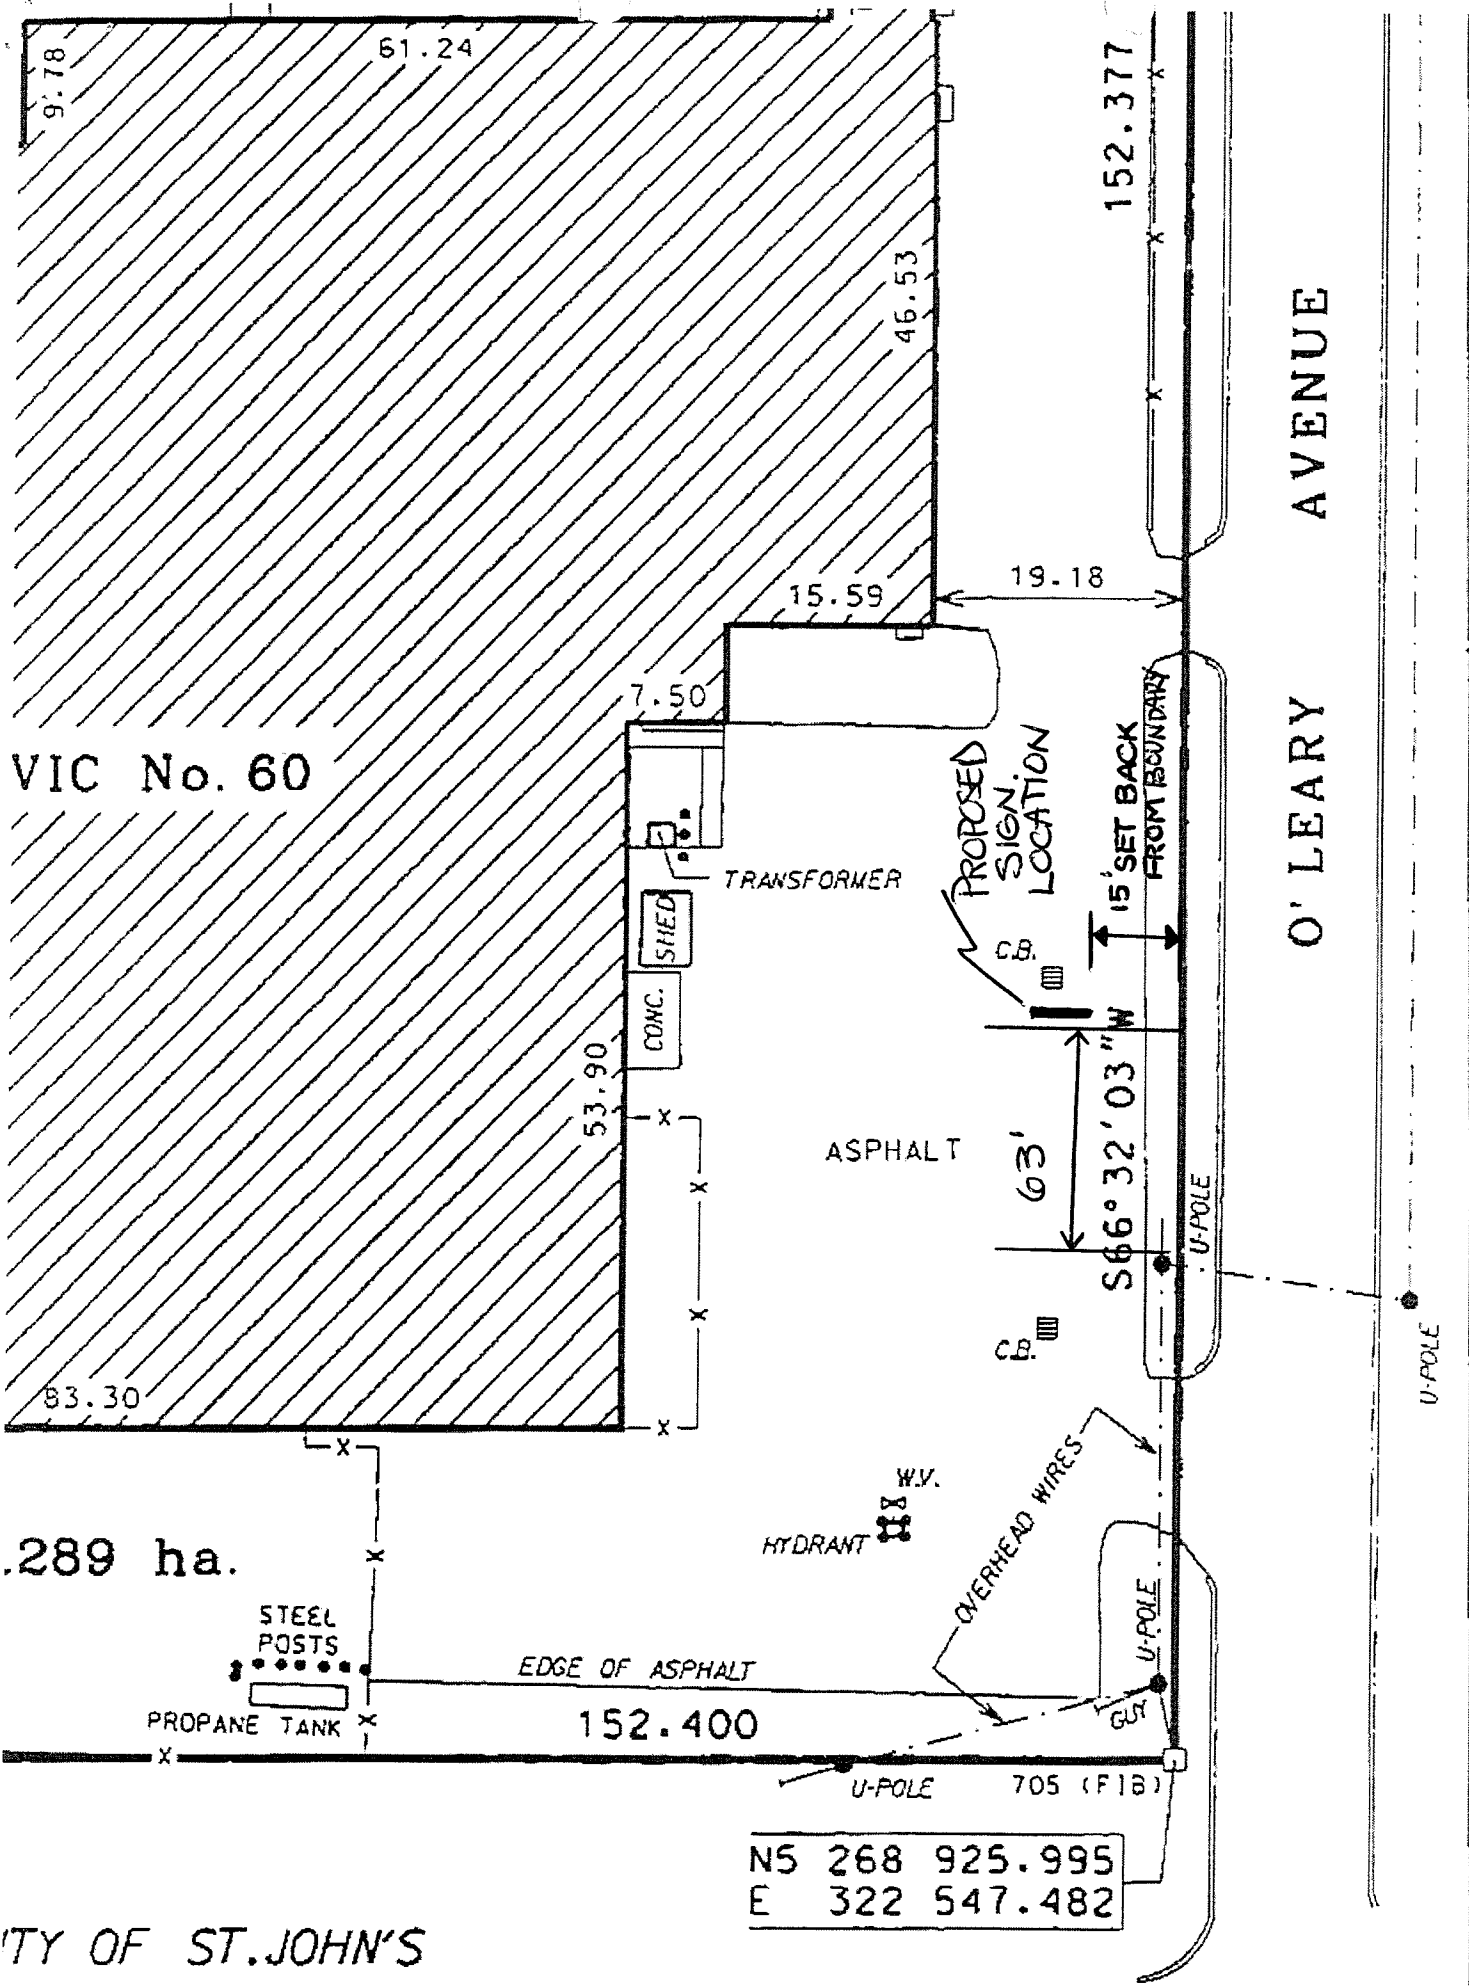 61.24
9.78
152.377
46.53
AVENUE
19.18
15.59
7.50
VIC No. 60
PROPOSED
SIGN.
LOCATION
15' SET BACK
FROM BOUNDARY
O'LEARY
TRANSFORMER
SHED
C.B.
CONC.
53.90
ASPHALT
63'
S66° 32' 03" W
U-POLE
C.B.
U-POLE
83.30
W.V.
HYDRANT
OVERHEAD WIRES
.289 ha.
STEEL
POSTS
U-POLE
EDGE OF ASPHALT
PROPANE TANK
152.400
GUY
U-POLE
705 (FIB)
N5 268 925.995
E 322 547.482
TY OF ST.JOHN'S